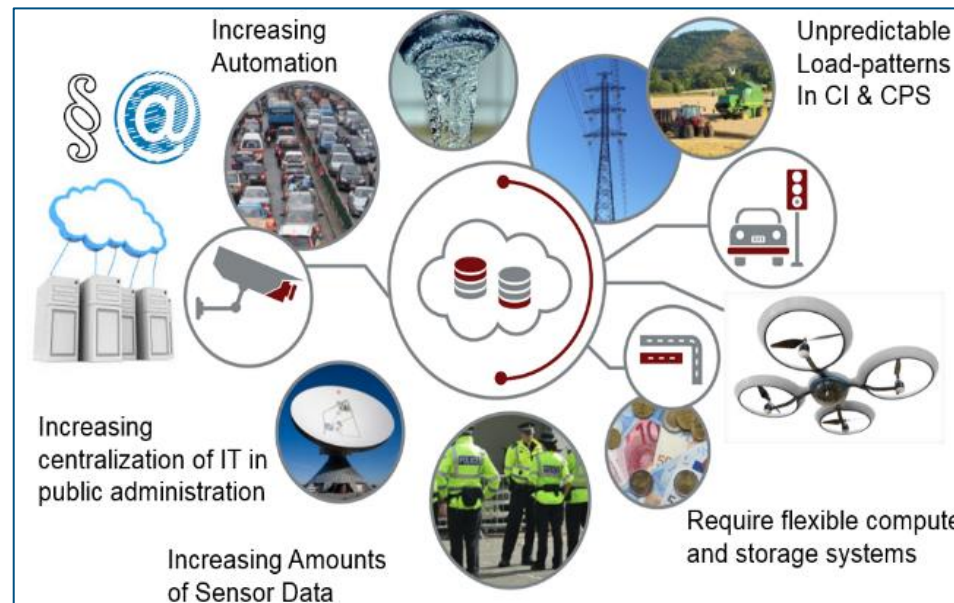 Increasing
Automation
Unpredictable
Load-patterns
In CI & CPS
§
@
Increasing
centralization of IT in
public administration
Increasing Amounts
of Sensor Data
Require flexible compute
and storage systems